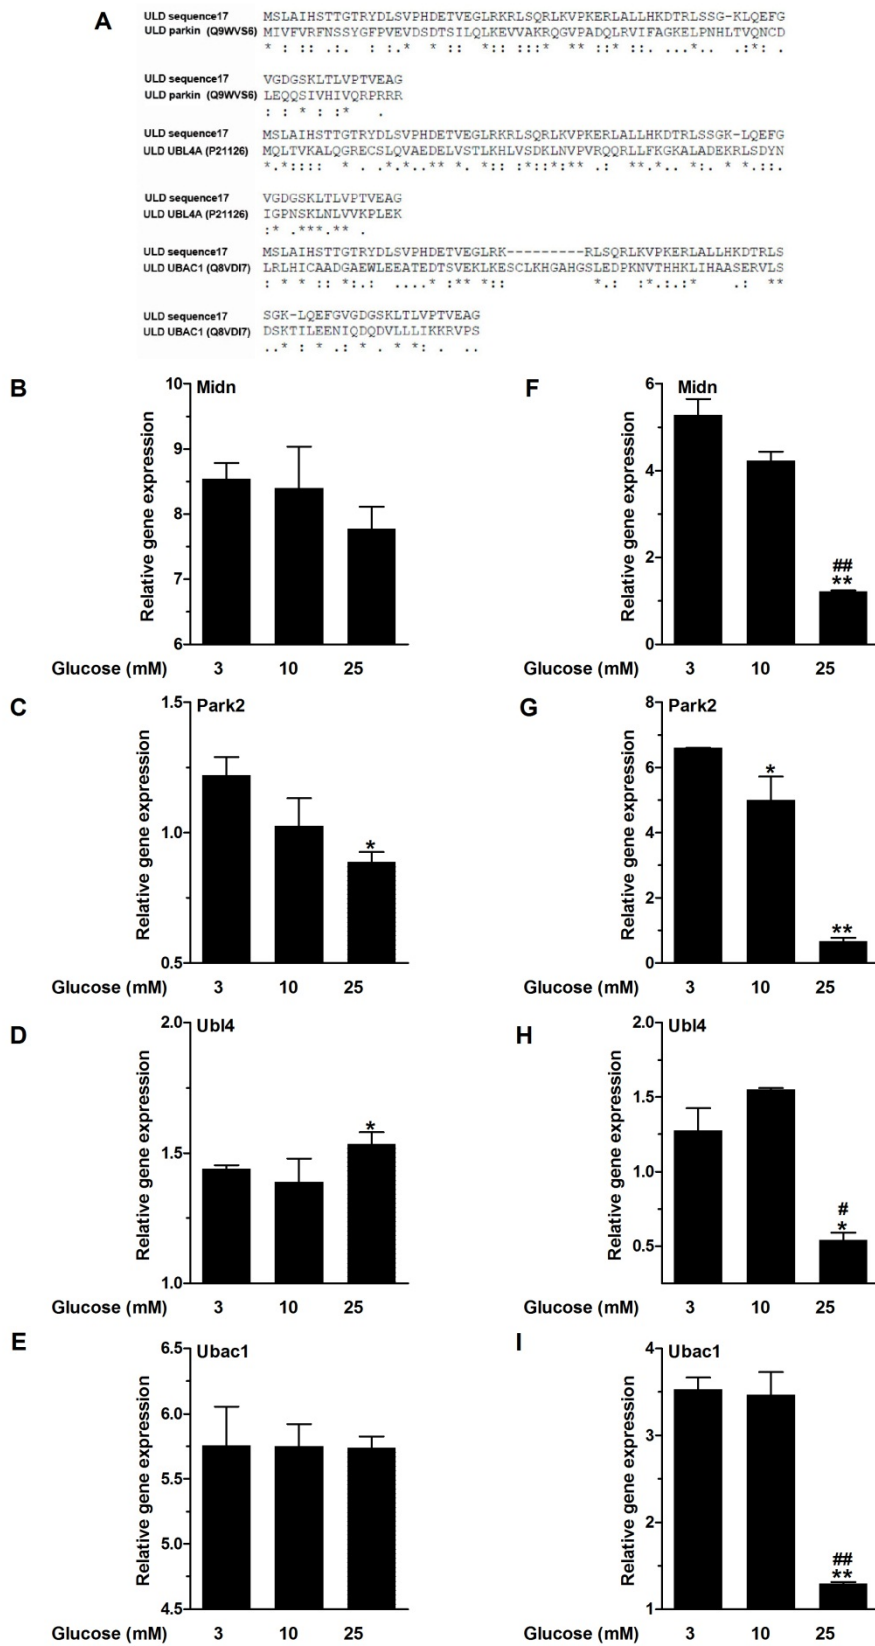 A
ULD sequence17 MSLAIHSTTGTRYDLSVPHDETVEGLRKRLSQRLKVPKERLALLHKDTRLSSG-KLQEFG
ULD parkin (Q9WVS6) MIVFVRFNSSYGFPVEVDSDTSILQLKEVVAKRQGVPADQLRVIFAGKELPNHLTVQNCD
ULD sequence17 VGDGSKLTLVPTVEAG
ULD parkin (Q9WVS6) LEQQSIVHIVQRPRRR
: : * : :* .
ULD sequence17 MSLAIHSTTGTRYDLSVPHDETVEGLRKRLSQRLKVPKERLALLHKDTRLSSGK-LQEFG
ULD UBL4A (P21126) MQLTVKALQGRECSLQVAEDELVSTLKHLVSDKLNVPVRQQRLLFKGKALADEKRLSDYN
ULD sequence17 VGDGSKLTLVPTVEAG
ULD UBL4A (P21126) IGPNSKLNLVVKPLEK
:* .***.** .
ULD sequence17 MSLAIHSTTGTRYDLSVPHDETVEGLRK---------RLSQRLKVPKERLALLHKDTRLS
ULD UBAC1 (Q8VDI7) LRLHICAADGAEWLEEATEDTSVEKLKESCLKHGAHGSLEDPKNVTHHKLIHAASERVLS
ULD sequence17 SGK-LQEFGVGDGSKLTLVPTVEAG
ULD UBAC1 (Q8VDI7) DSKTILEENIQDQDVLLLIKKRVPS
B
Midn
Relative gene expression
10
9
8
7
6
Glucose (mM) 3 10 25
F
Midn
Relative gene expression
6
4
2
0
##
**
Glucose (mM) 3 10 25
C
Park2
Relative gene expression
1.5
1.0
0.5
*
Glucose (mM) 3 10 25
G
Park2
Relative gene expression
8
6
4
2
0
*
**
Glucose (mM) 3 10 25
D
Ubl4
Relative gene expression
2.0
1.5
1.0
*
Glucose (mM) 3 10 25
H
Ubl4
Relative gene expression
2.0
1.5
1.0
0.5
#
*
Glucose (mM) 3 10 25
E
Ubac1
Relative gene expression
6.5
6.0
5.5
5.0
4.5
Glucose (mM) 3 10 25
I
Ubac1
Relative gene expression
4
3
2
1
##
**
Glucose (mM) 3 10 25